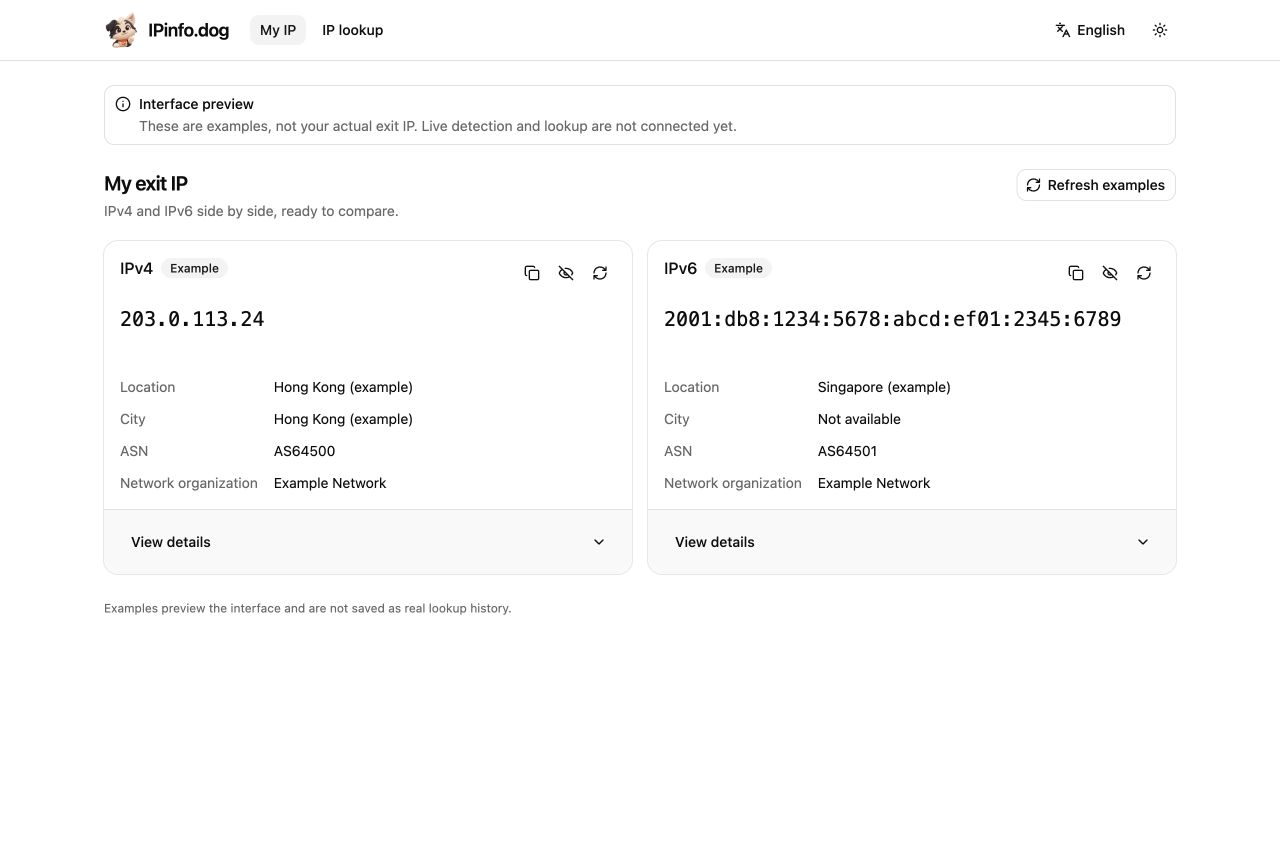 IPinfo.dog
My IP
IP lookup
English
Interface preview
These are examples, not your actual exit IP. Live detection and lookup are not connected yet.
My exit IP
IPv4 and IPv6 side by side, ready to compare.
Refresh examples
IPv4 Example
203.0.113.24
Location Hong Kong (example)
City Hong Kong (example)
ASN AS64500
Network organization Example Network
View details
IPv6 Example
2001:db8:1234:5678:abcd:ef01:2345:6789
Location Singapore (example)
City Not available
ASN AS64501
Network organization Example Network
View details
Examples preview the interface and are not saved as real lookup history.